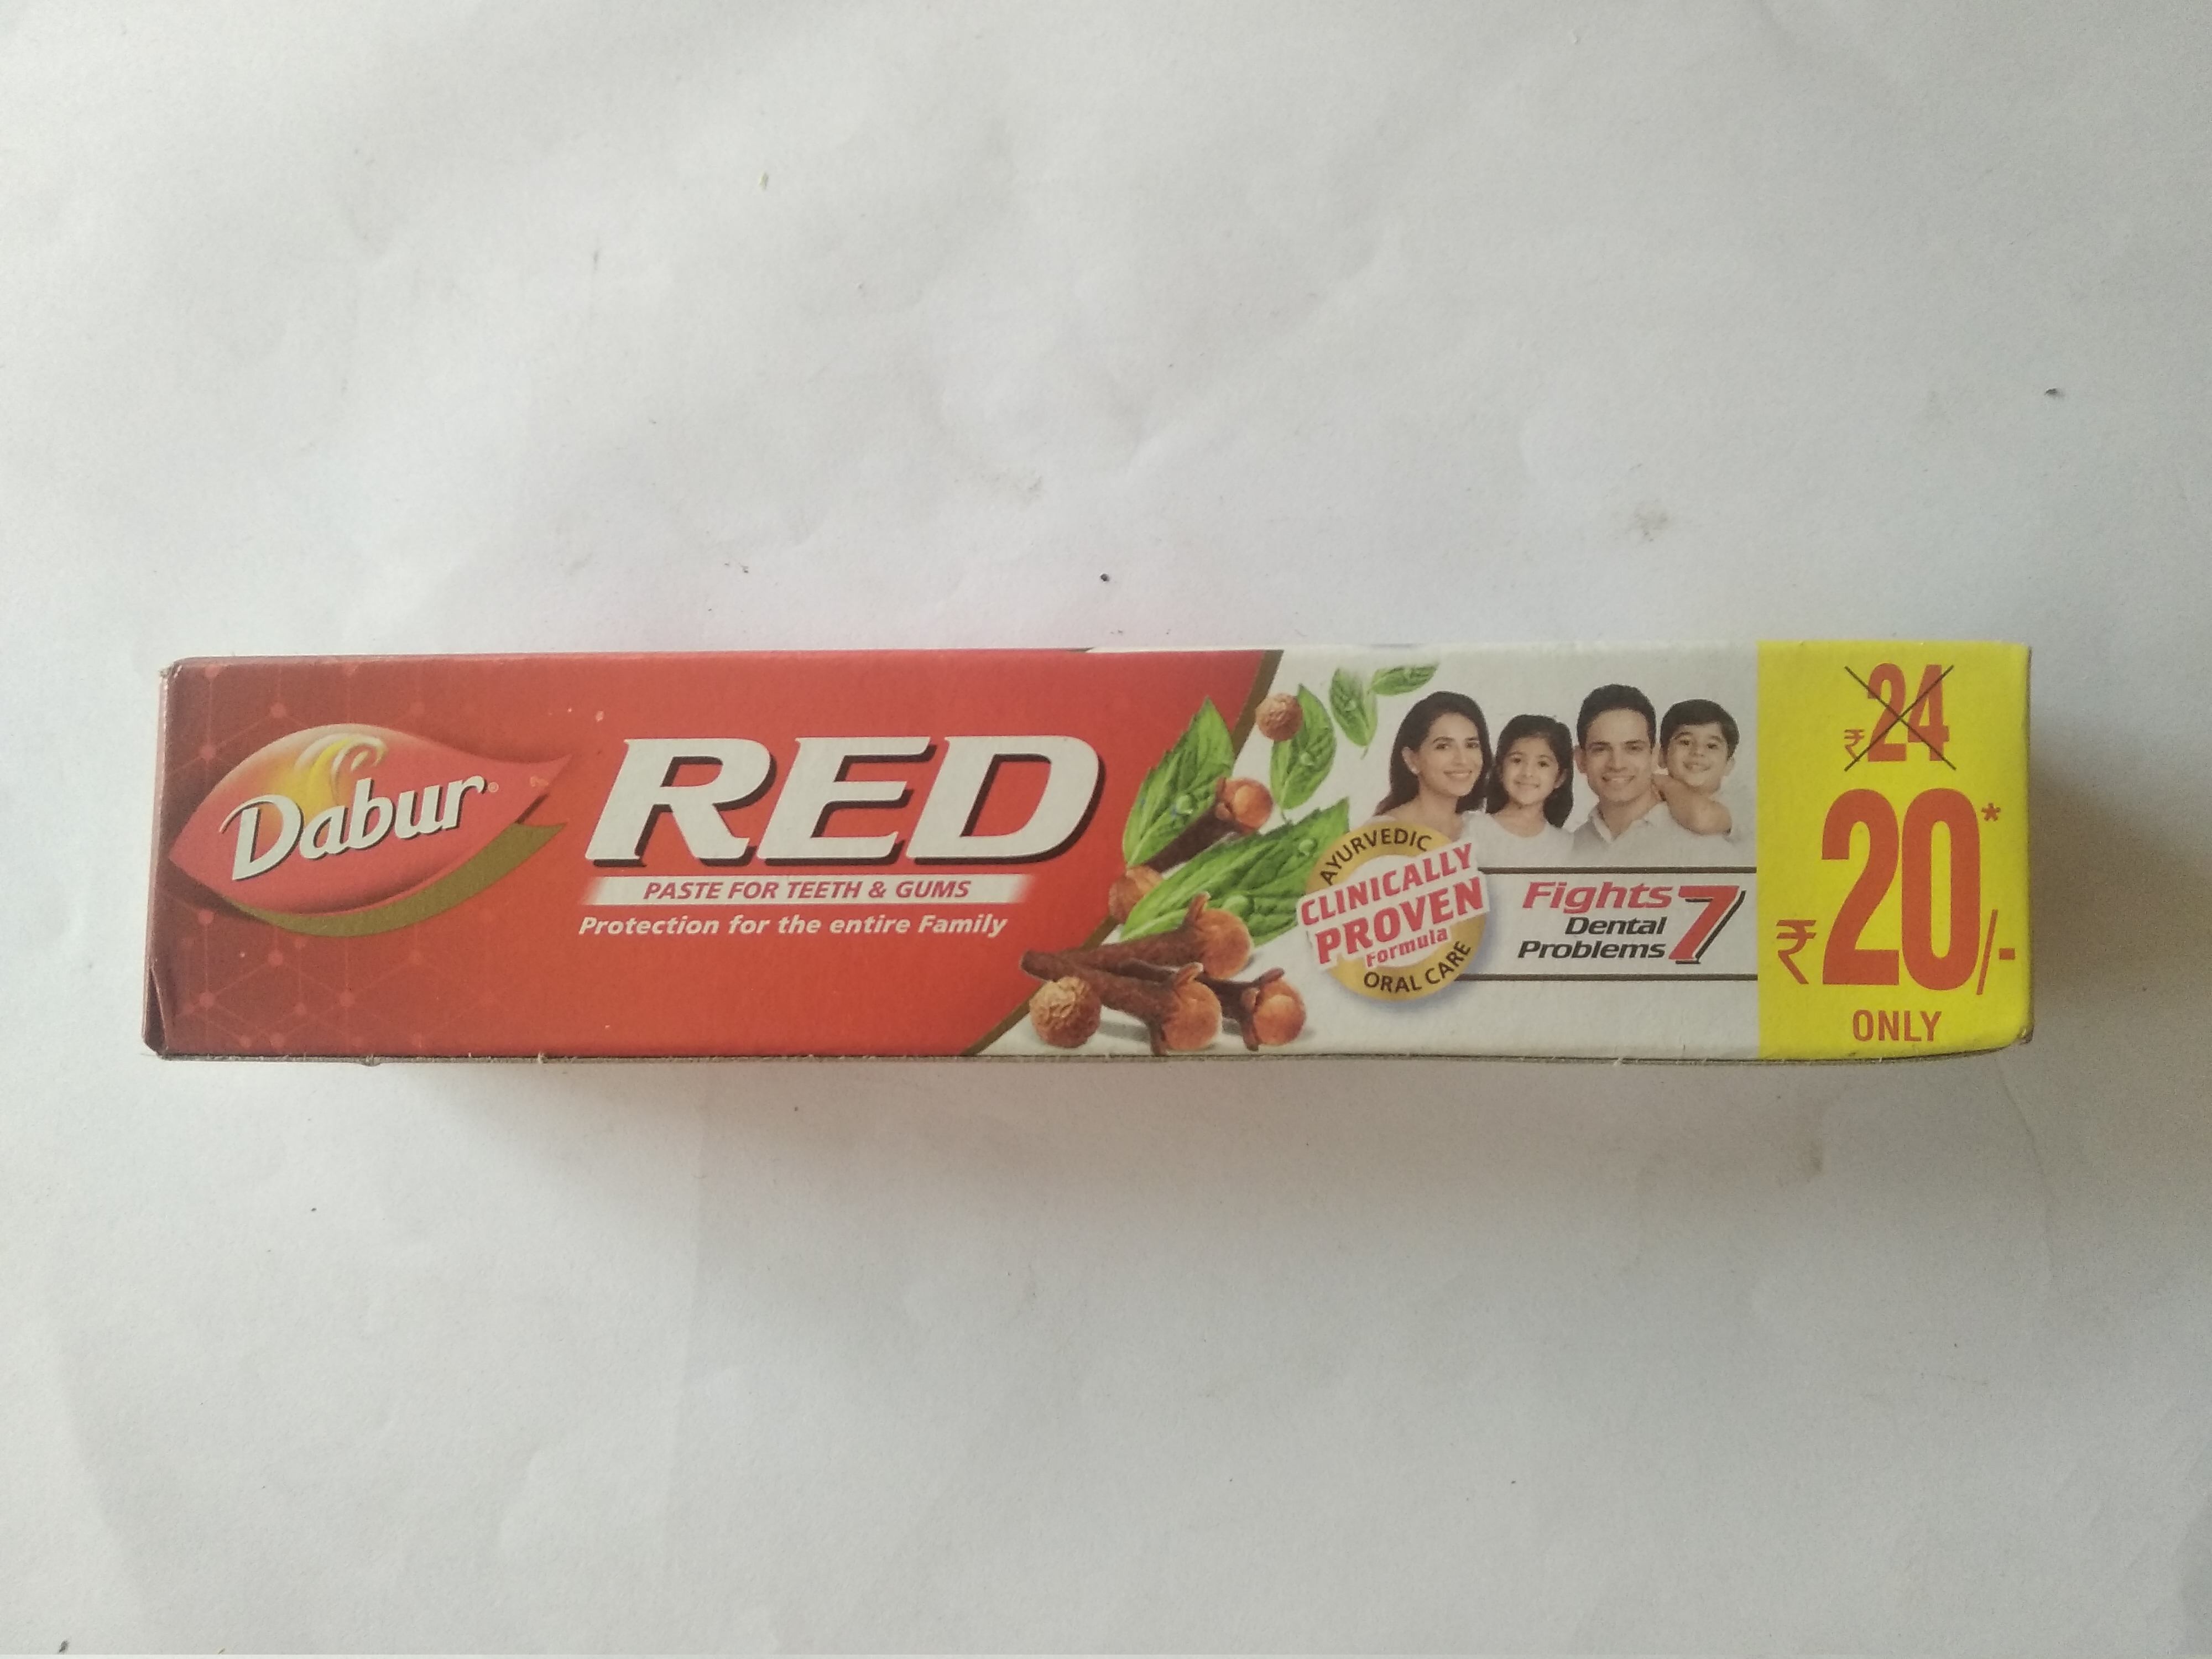 Dabur®
RED
PASTE FOR TEETH & GUMS
Protection for the entire Family
AYURVEDIC
CLINICALLY
PROVEN
Formula
ORAL CARE
Fights 7
Dental
Problems
₹24
₹20/-*
ONLY